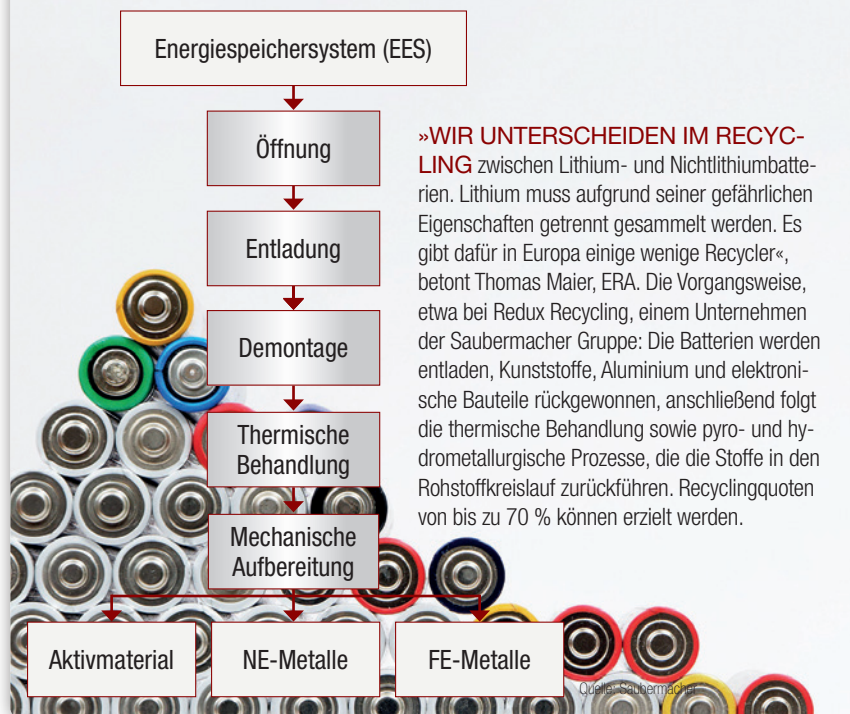 Energiespeichersystem (EES)
Öffnung
Entladung
Demontage
Thermische
Behandlung
Mechanische
Aufbereitung
Aktivmaterial
NE-Metalle
FE-Metalle
»WIR UNTERSCHEIDEN IM RECYC-
LING zwischen Lithium- und Nichtlithiumbatte-
rien. Lithium muss aufgrund seiner gefährlichen
Eigenschaften getrennt gesammelt werden. Es
gibt dafür in Europa einige wenige Recycler«,
betont Thomas Maier, ERA. Die Vorgangsweise,
etwa bei Redux Recycling, einem Unternehmen
der Saubermacher Gruppe: Die Batterien werden
entladen, Kunststoffe, Aluminium und elektroni-
sche Bauteile rückgewonnen, anschließend folgt
die thermische Behandlung sowie pyro- und hy-
drometallurgische Prozesse, die die Stoffe in den
Rohstoffkreislauf zurückführen. Recyclingquoten
von bis zu 70 % können erzielt werden.
Quelle: Saubermacher